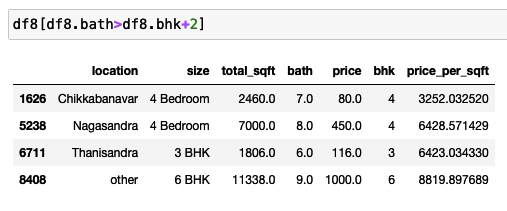 df8[df8.bath>df8.bhk+2]
location size total_sqft bath price bhk price_per_sqft
1626 Chikkabanavar 4 Bedroom 2460.0 7.0 80.0 4 3252.032520
5238 Nagasandra 4 Bedroom 7000.0 8.0 450.0 4 6428.571429
6711 Thanisandra 3 BHK 1806.0 6.0 116.0 3 6423.034330
8408 other 6 BHK 11338.0 9.0 1000.0 6 8819.897689